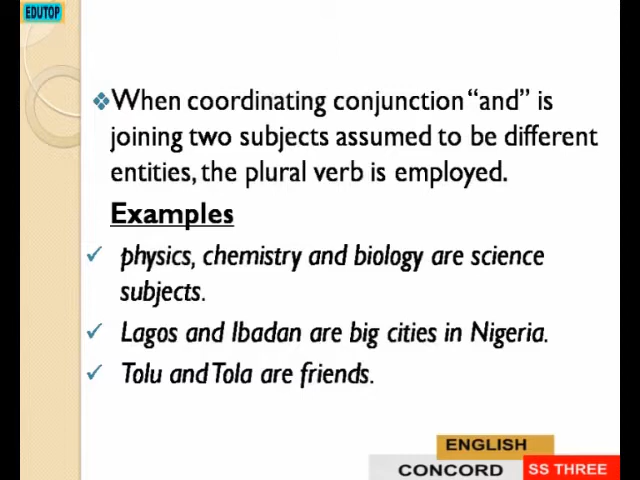 EDUTOP
When coordinating conjunction “and” is
joining two subjects assumed to be different
entities, the plural verb is employed.
Examples
physics, chemistry and biology are science
subjects.
Lagos and Ibadan are big cities in Nigeria.
Tolu and Tola are friends.
ENGLISH
CONCORD SS THREE